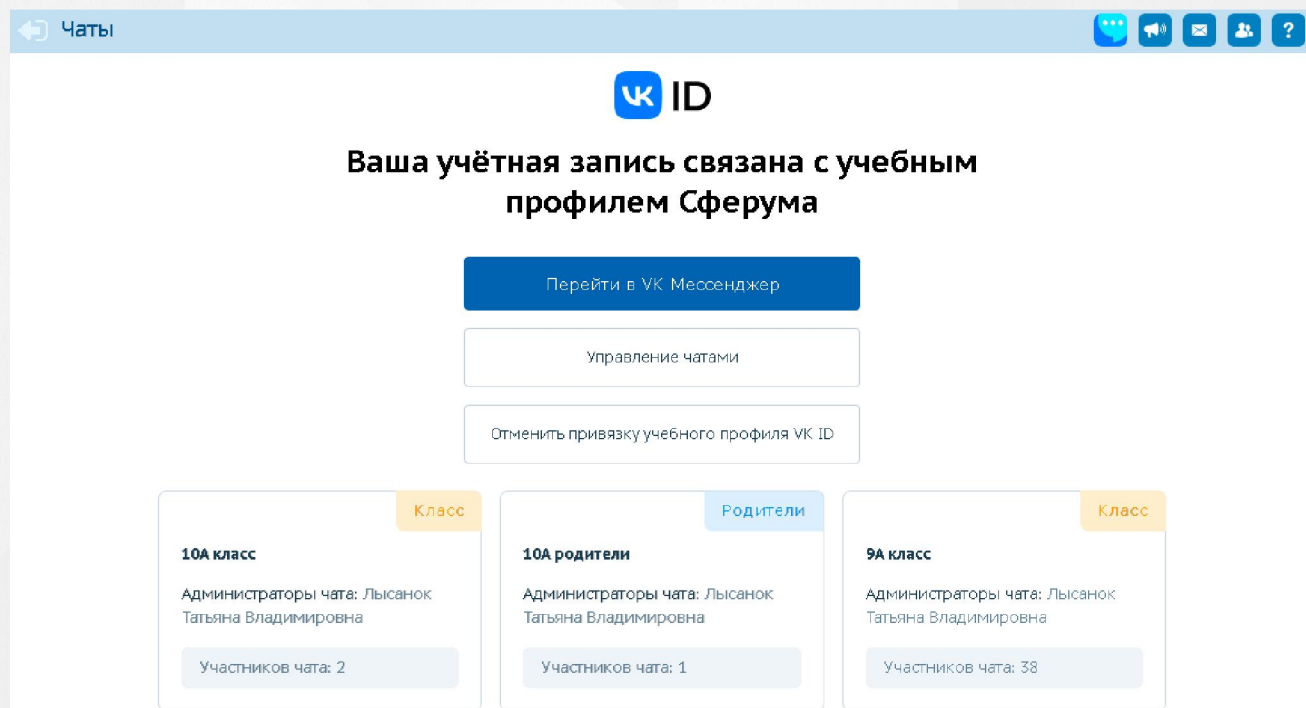 Чаты
?
VK ID
Ваша учётная запись связана с учебным
профилем Сферума
Перейти в VK Мессенджер
Управление чатами
Отменить привязку учебного профиля VK ID
Класс
10А класс
Администраторы чата: Лысанок
Татьяна Владимировна
Участников чата: 2
Родители
10А родители
Администраторы чата: Лысанок
Татьяна Владимировна
Участников чата: 1
Класс
9А класс
Администраторы чата: Лысанок
Татьяна Владимировна
Участников чата: 38